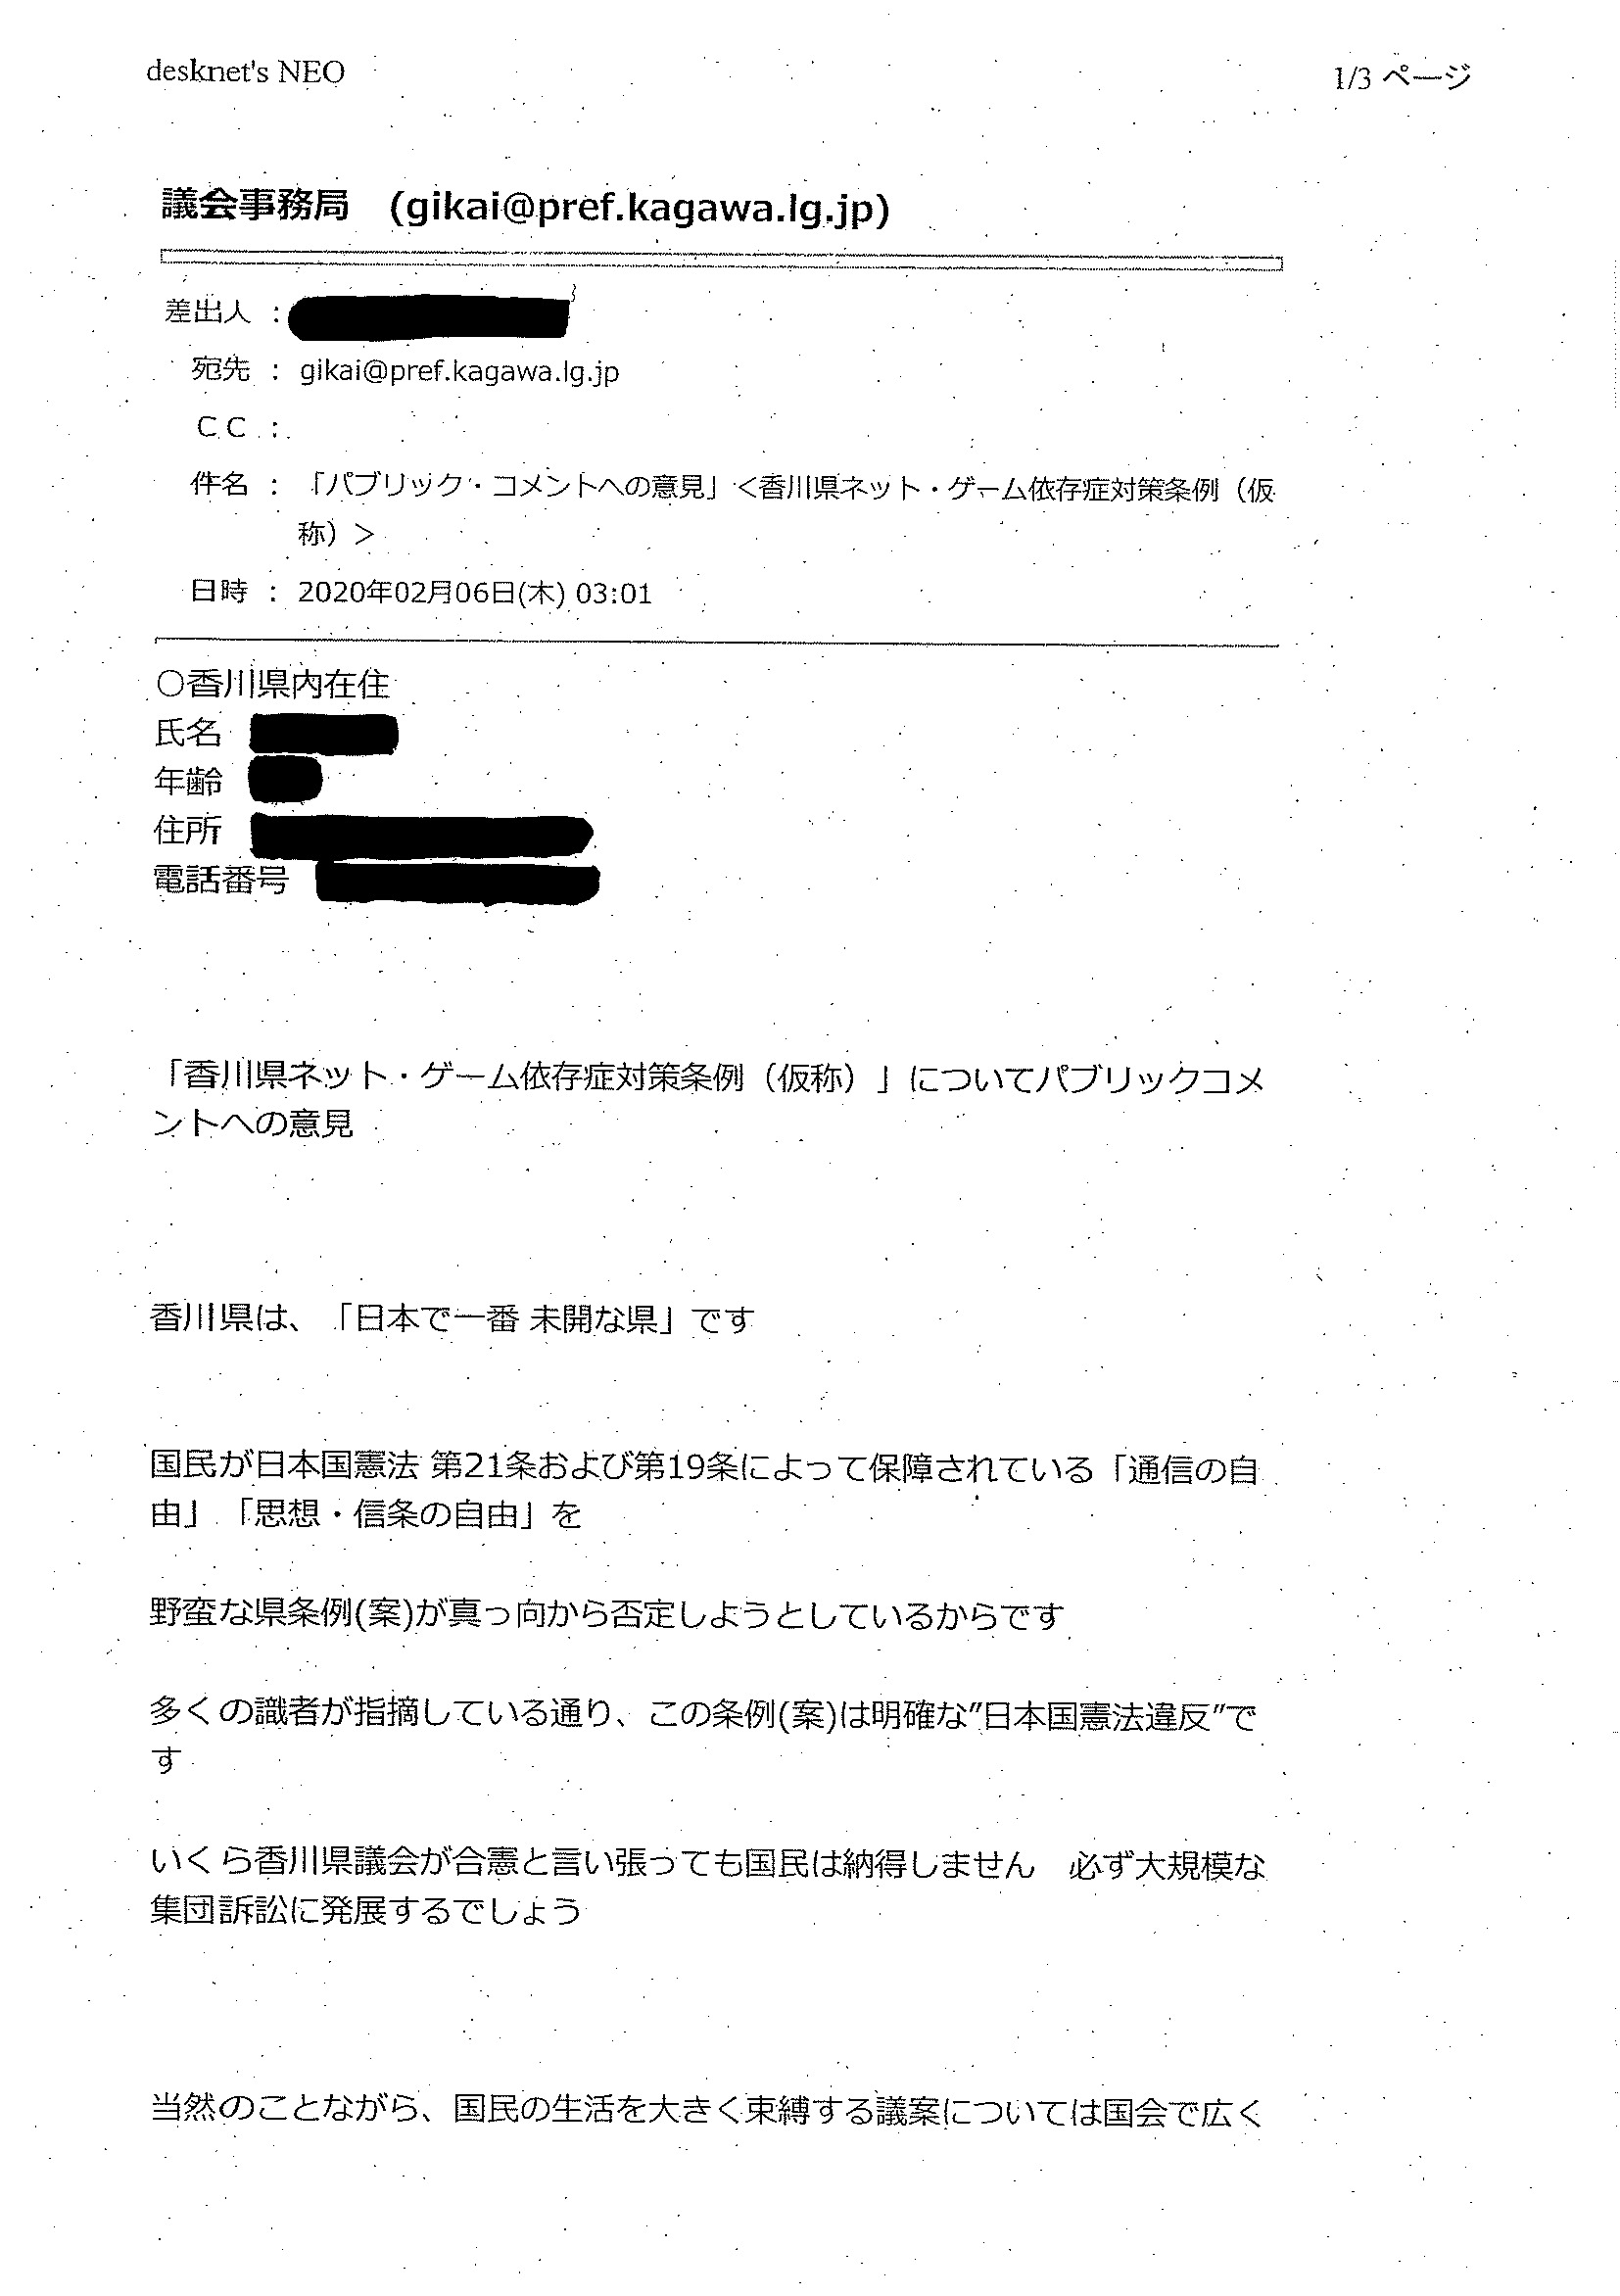 desknet's NEO
1/3 ページ
議会事務局　(gikai@pref.kagawa.lg.jp)
差出人 ：
宛先 ： gikai@pref.kagawa.lg.jp
ＣＣ ：
件名 ： 「パブリック・コメントへの意見」＜香川県ネット・ゲーム依存症対策条例（仮
称）＞
日時 ： 2020年02月06日(木) 03:01
〇香川県内在住
氏名
年齢
住所
電話番号
「香川県ネット・ゲーム依存症対策条例（仮称）」についてパブリックコメ
ントへの意見
香川県は、「日本で一番 未開な県」です
国民が日本国憲法 第21条および第19条によって保障されている「通信の自
由」「思想・信条の自由」を
野蛮な県条例(案)が真っ向から否定しようとしているからです
多くの識者が指摘している通り、この条例(案)は明確な”日本国憲法違反”で
す
いくら香川県議会が合憲と言い張っても国民は納得しません　必ず大規模な
集団訴訟に発展するでしょう
当然のことながら、国民の生活を大きく束縛する議案については国会で広く